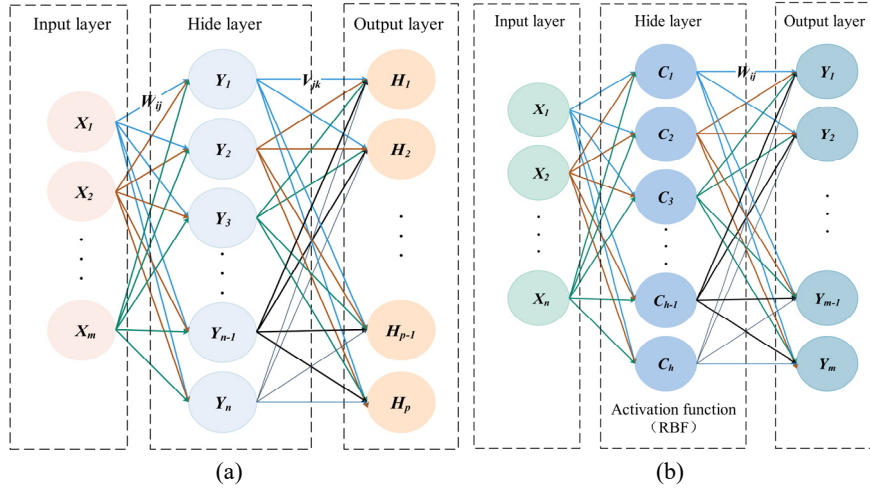 Input layer
Hide layer
Output layer
W_ij
V_jk
X_1
X_2
X_m
Y_1
Y_2
Y_3
Y_n-1
Y_n
H_1
H_2
H_p-1
H_p
(a)
Input layer
Hide layer
Output layer
W_ij
X_1
X_2
X_n
C_1
C_2
C_3
C_h-1
C_h
Activation function
（RBF）
Y_1
Y_2
Y_m-1
Y_m
(b)